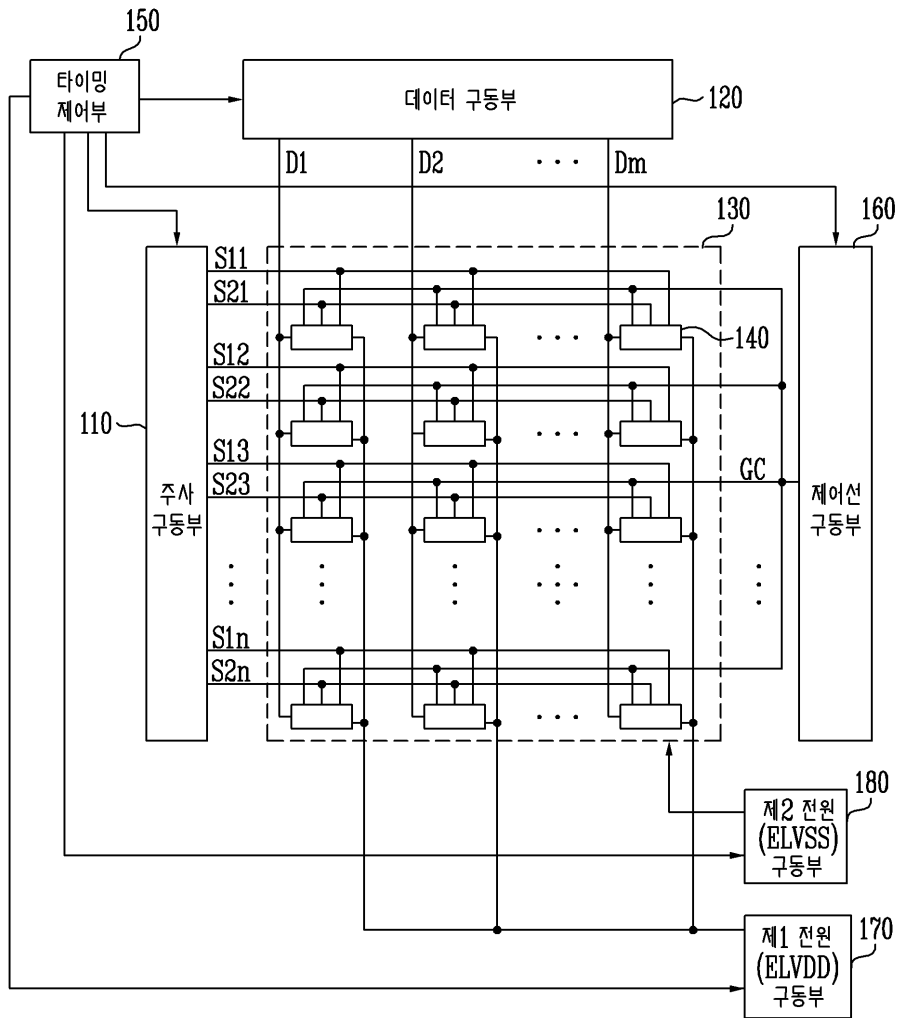 150
타이밍
제어부
데이터 구동부
120
D1
D2
. . .
Dm
130
160
S11
S21
140
S12
S22
110
S13
S23
GC
주사
구동부
제어선
구동부
S1n
S2n
180
제2 전원
(ELVSS)
구동부
170
제1 전원
(ELVDD)
구동부